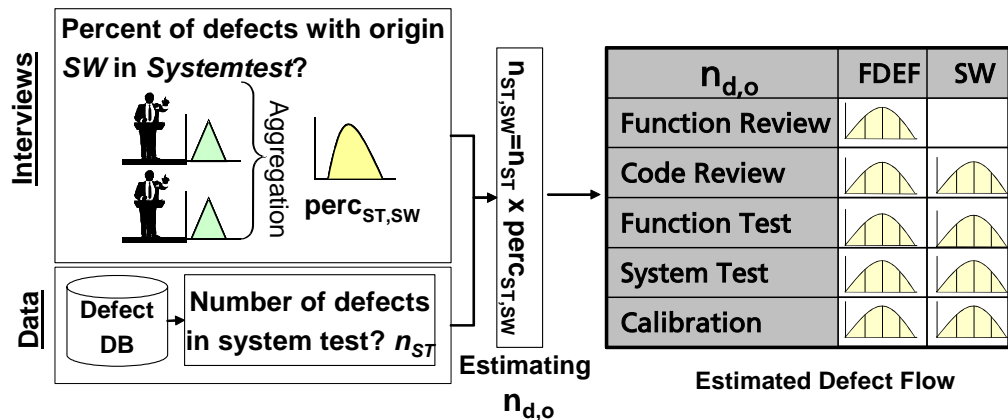 Interviews
Percent of defects with origin
SW in Systemtest?
Aggregation
perc_ST,SW
Data
Defect
DB
Number of defects
in system test? n_ST
n_ST,SW=n_ST x perc_ST,SW
Estimating
n_d,o
n_d,o FDEF SW
Function Review
Code Review
Function Test
System Test
Calibration
Estimated Defect Flow